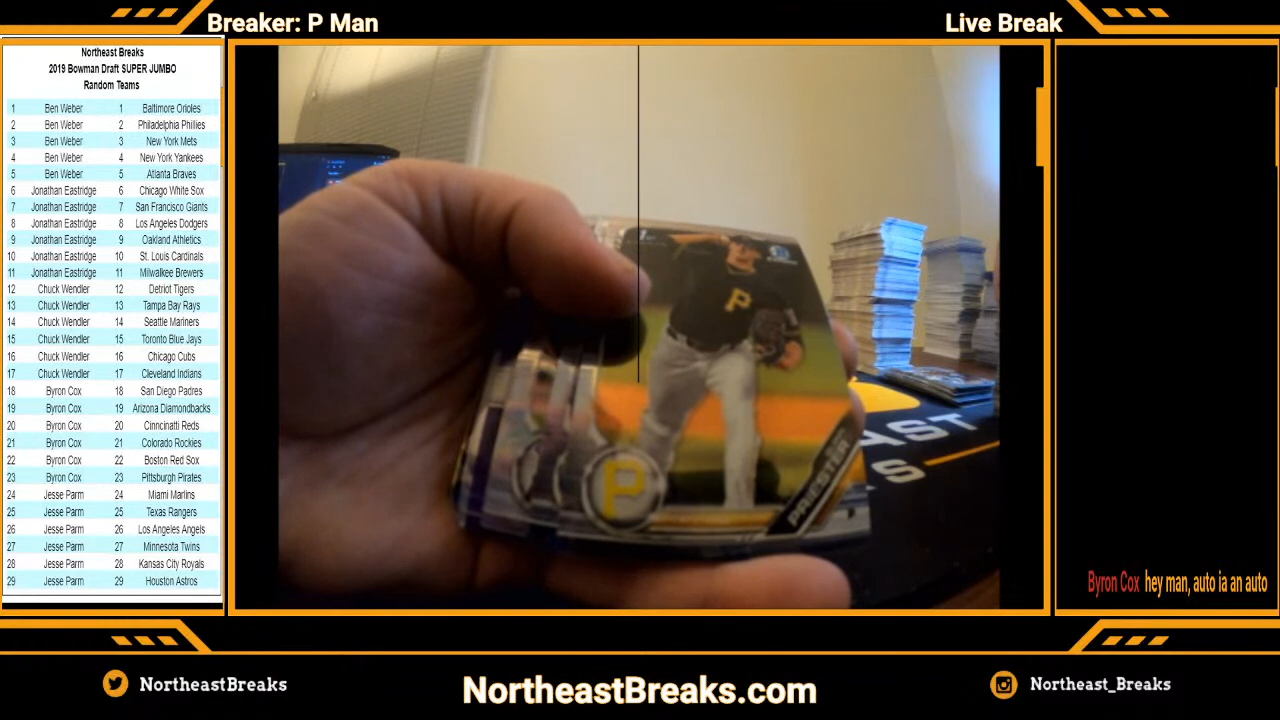 Breaker: P Man
Live Break
Northeast Breaks
2019 Bowman Draft SUPER JUMBO
Random Teams
1 Ben Weber 1 Baltimore Orioles
2 Ben Weber 2 Philadelphia Phillies
3 Ben Weber 3 New York Mets
4 Ben Weber 4 New York Yankees
5 Ben Weber 5 Atlanta Braves
6 Jonathan Eastridge 6 Chicago White Sox
7 Jonathan Eastridge 7 San Francisco Giants
8 Jonathan Eastridge 8 Los Angeles Dodgers
9 Jonathan Eastridge 9 Oakland Athletics
10 Jonathan Eastridge 10 St. Louis Cardinals
11 Jonathan Eastridge 11 Milwalkee Brewers
12 Chuck Wendler 12 Detriot Tigers
13 Chuck Wendler 13 Tampa Bay Rays
14 Chuck Wendler 14 Seattle Mariners
15 Chuck Wendler 15 Toronto Blue Jays
16 Chuck Wendler 16 Chicago Cubs
17 Chuck Wendler 17 Cleveland Indians
18 Byron Cox 18 San Diego Padres
19 Byron Cox 19 Arizona Diamondbacks
20 Byron Cox 20 Cinncinatti Reds
21 Byron Cox 21 Colorado Rockies
22 Byron Cox 22 Boston Red Sox
23 Byron Cox 23 Pittsburgh Pirates
24 Jesse Parm 24 Miami Marlins
25 Jesse Parm 25 Texas Rangers
26 Jesse Parm 26 Los Angeles Angels
27 Jesse Parm 27 Minnesota Twins
28 Jesse Parm 28 Kansas City Royals
29 Jesse Parm 29 Houston Astros
P
P
PRIESTER
AST
S
Byron Cox hey man, auto ia an auto
NortheastBreaks
NortheastBreaks.com
Northeast_Breaks